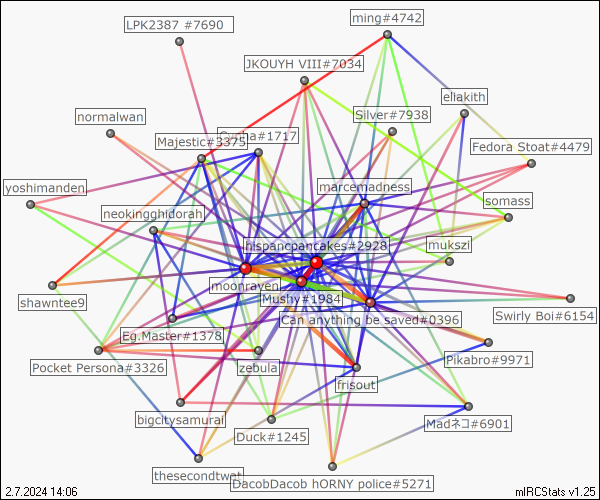 ming#4742
LPK2387 #7690
JKOUYH VIII#7034
ellakith
normalwan
Silver#7938
Majestic#3375
#1717
Fedora Stoat#4479
yoshimanden
marcemadness
somass
neokingghidorah
hispancpancakes#2928
mukszi
moonraven
shawntee9
Mushy#1984
Swirly Boi#6154
Can anything be saved#0396
Eg.Master#1378
Pikabro#9971
Pocket Persona#3326
zebula
frisout
bigcitysamurai
Madネコ#6901
Duck#1245
thesecondtwat
DacobDacob hORNY police#5271
2.7.2024 14:06
mIRCStats v1.25